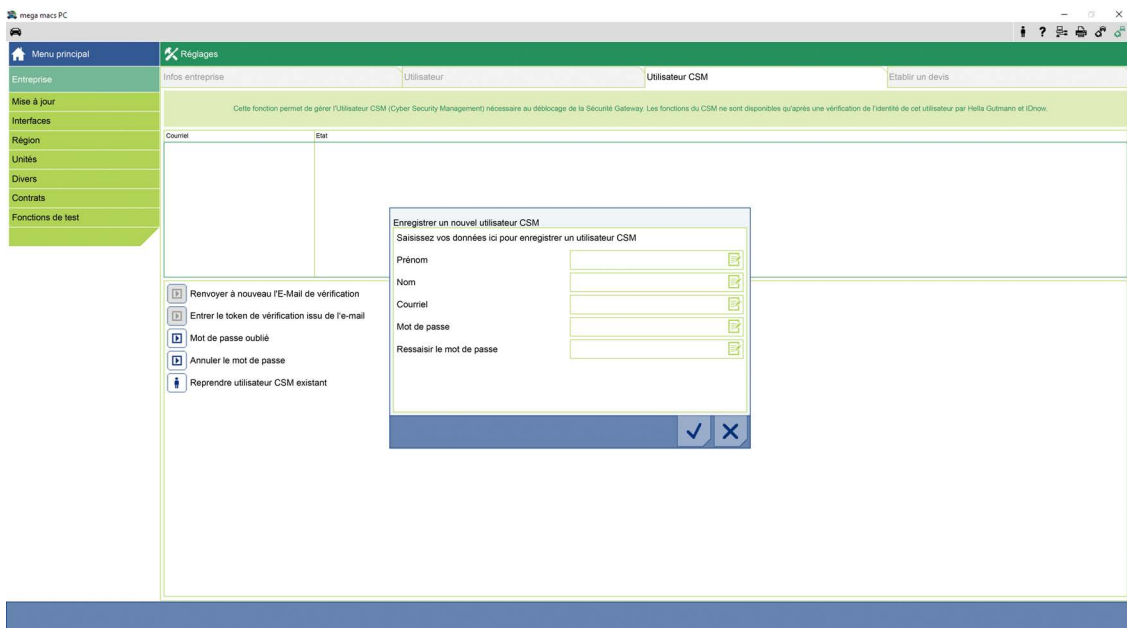 mega macs PC
Menu principal
Réglages
Entreprise
Mise à jour
Interfaces
Région
Unités
Divers
Contrats
Fonctions de test
Infos entreprise
Utilisateur
Utilisateur CSM
Etablir un devis
Cette fonction permet de gérer l'Utilisateur CSM (Cyber Security Management) nécessaire au déblocage de la Sécurité Gateway. Les fonctions du CSM ne sont disponibles qu'après une vérification de l'identité de cet utilisateur par Hella Gutmann et IDnow.
Courriel
Etat
Enregistrer un nouvel utilisateur CSM
Saisissez vos données ici pour enregistrer un utilisateur CSM
Prénom
Nom
Courriel
Mot de passe
Ressaisir le mot de passe
Renvoyer à nouveau l'E-Mail de vérification
Entrer le token de vérification issu de l'e-mail
Mot de passe oublié
Annuler le mot de passe
Reprendre utilisateur CSM existant